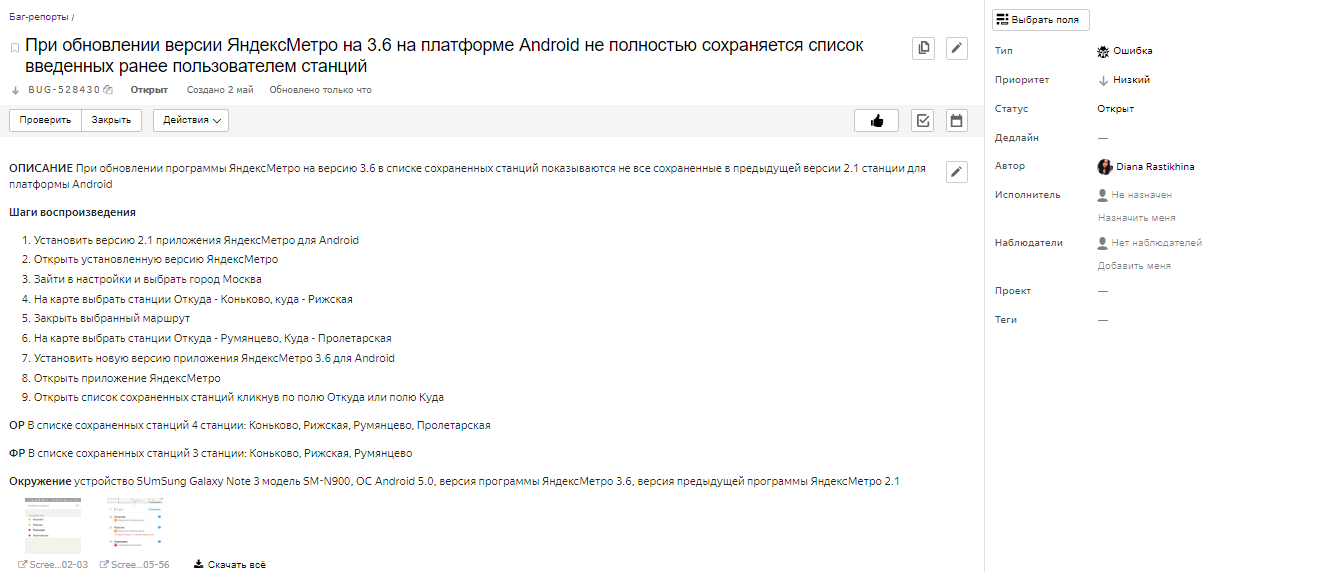 Баг-репорты /
При обновлении версии ЯндексМетро на 3.6 на платформе Android не полностью сохраняется список
введенных ранее пользователем станций
BUG-528430 Открыт Создано 2 май Обновлено только что
Проверить Закрыть Действия
ОПИСАНИЕ При обновлении программы ЯндексМетро на версию 3.6 в списке сохраненных станций показываются не все сохраненные в предыдущей версии 2.1 станции для
платформы Android
Шаги воспроизведения
1. Установить версию 2.1 приложения ЯндексМетро для Android
2. Открыть установленную версию ЯндексМетро
3. Зайти в настройки и выбрать город Москва
4. На карте выбрать станции Откуда - Коньково, куда - Рижская
5. Закрыть выбранный маршрут
6. На карте выбрать станции Откуда - Румянцево, Куда - Пролетарская
7. Установить новую версию приложения ЯндексМетро 3.6 для Android
8. Открыть приложение ЯндексМетро
9. Открыть список сохраненных станций кликнув по полю Откуда или полю Куда
ОР В списке сохраненных станций 4 станции: Коньково, Рижская, Румянцево, Пролетарская
ФР В списке сохраненных станций 3 станции: Коньково, Рижская, Румянцево
Окружение устройство SUmSung Galaxy Note 3 модель SM-N900, ОС Android 5.0, версия программы ЯндексМетро 3.6, версия предыдущей программы ЯндексМетро 2.1
Scree...02-03 Scree...05-56 Скачать всё
Выбрать поля
Тип Ошибка
Приоритет Низкий
Статус Открыт
Дедлайн —
Автор Diana Rastikhina
Исполнитель Не назначен
Назначить меня
Наблюдатели Нет наблюдателей
Добавить меня
Проект —
Теги —